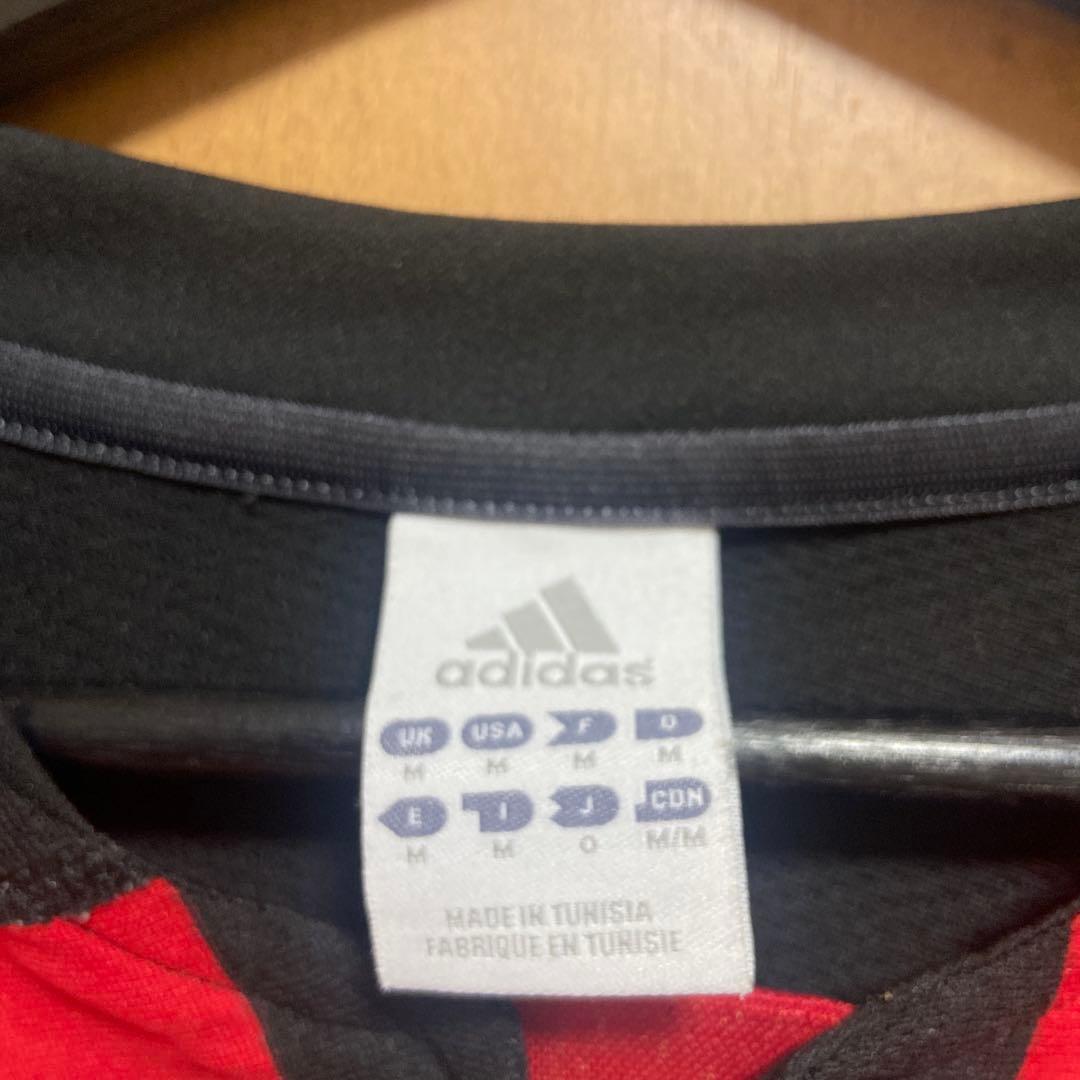 adidas
UK USA F D
M M M M
E I J CDN
M M O M/M
MADE IN TUNISIA
FABRIQUE EN TUNISIE